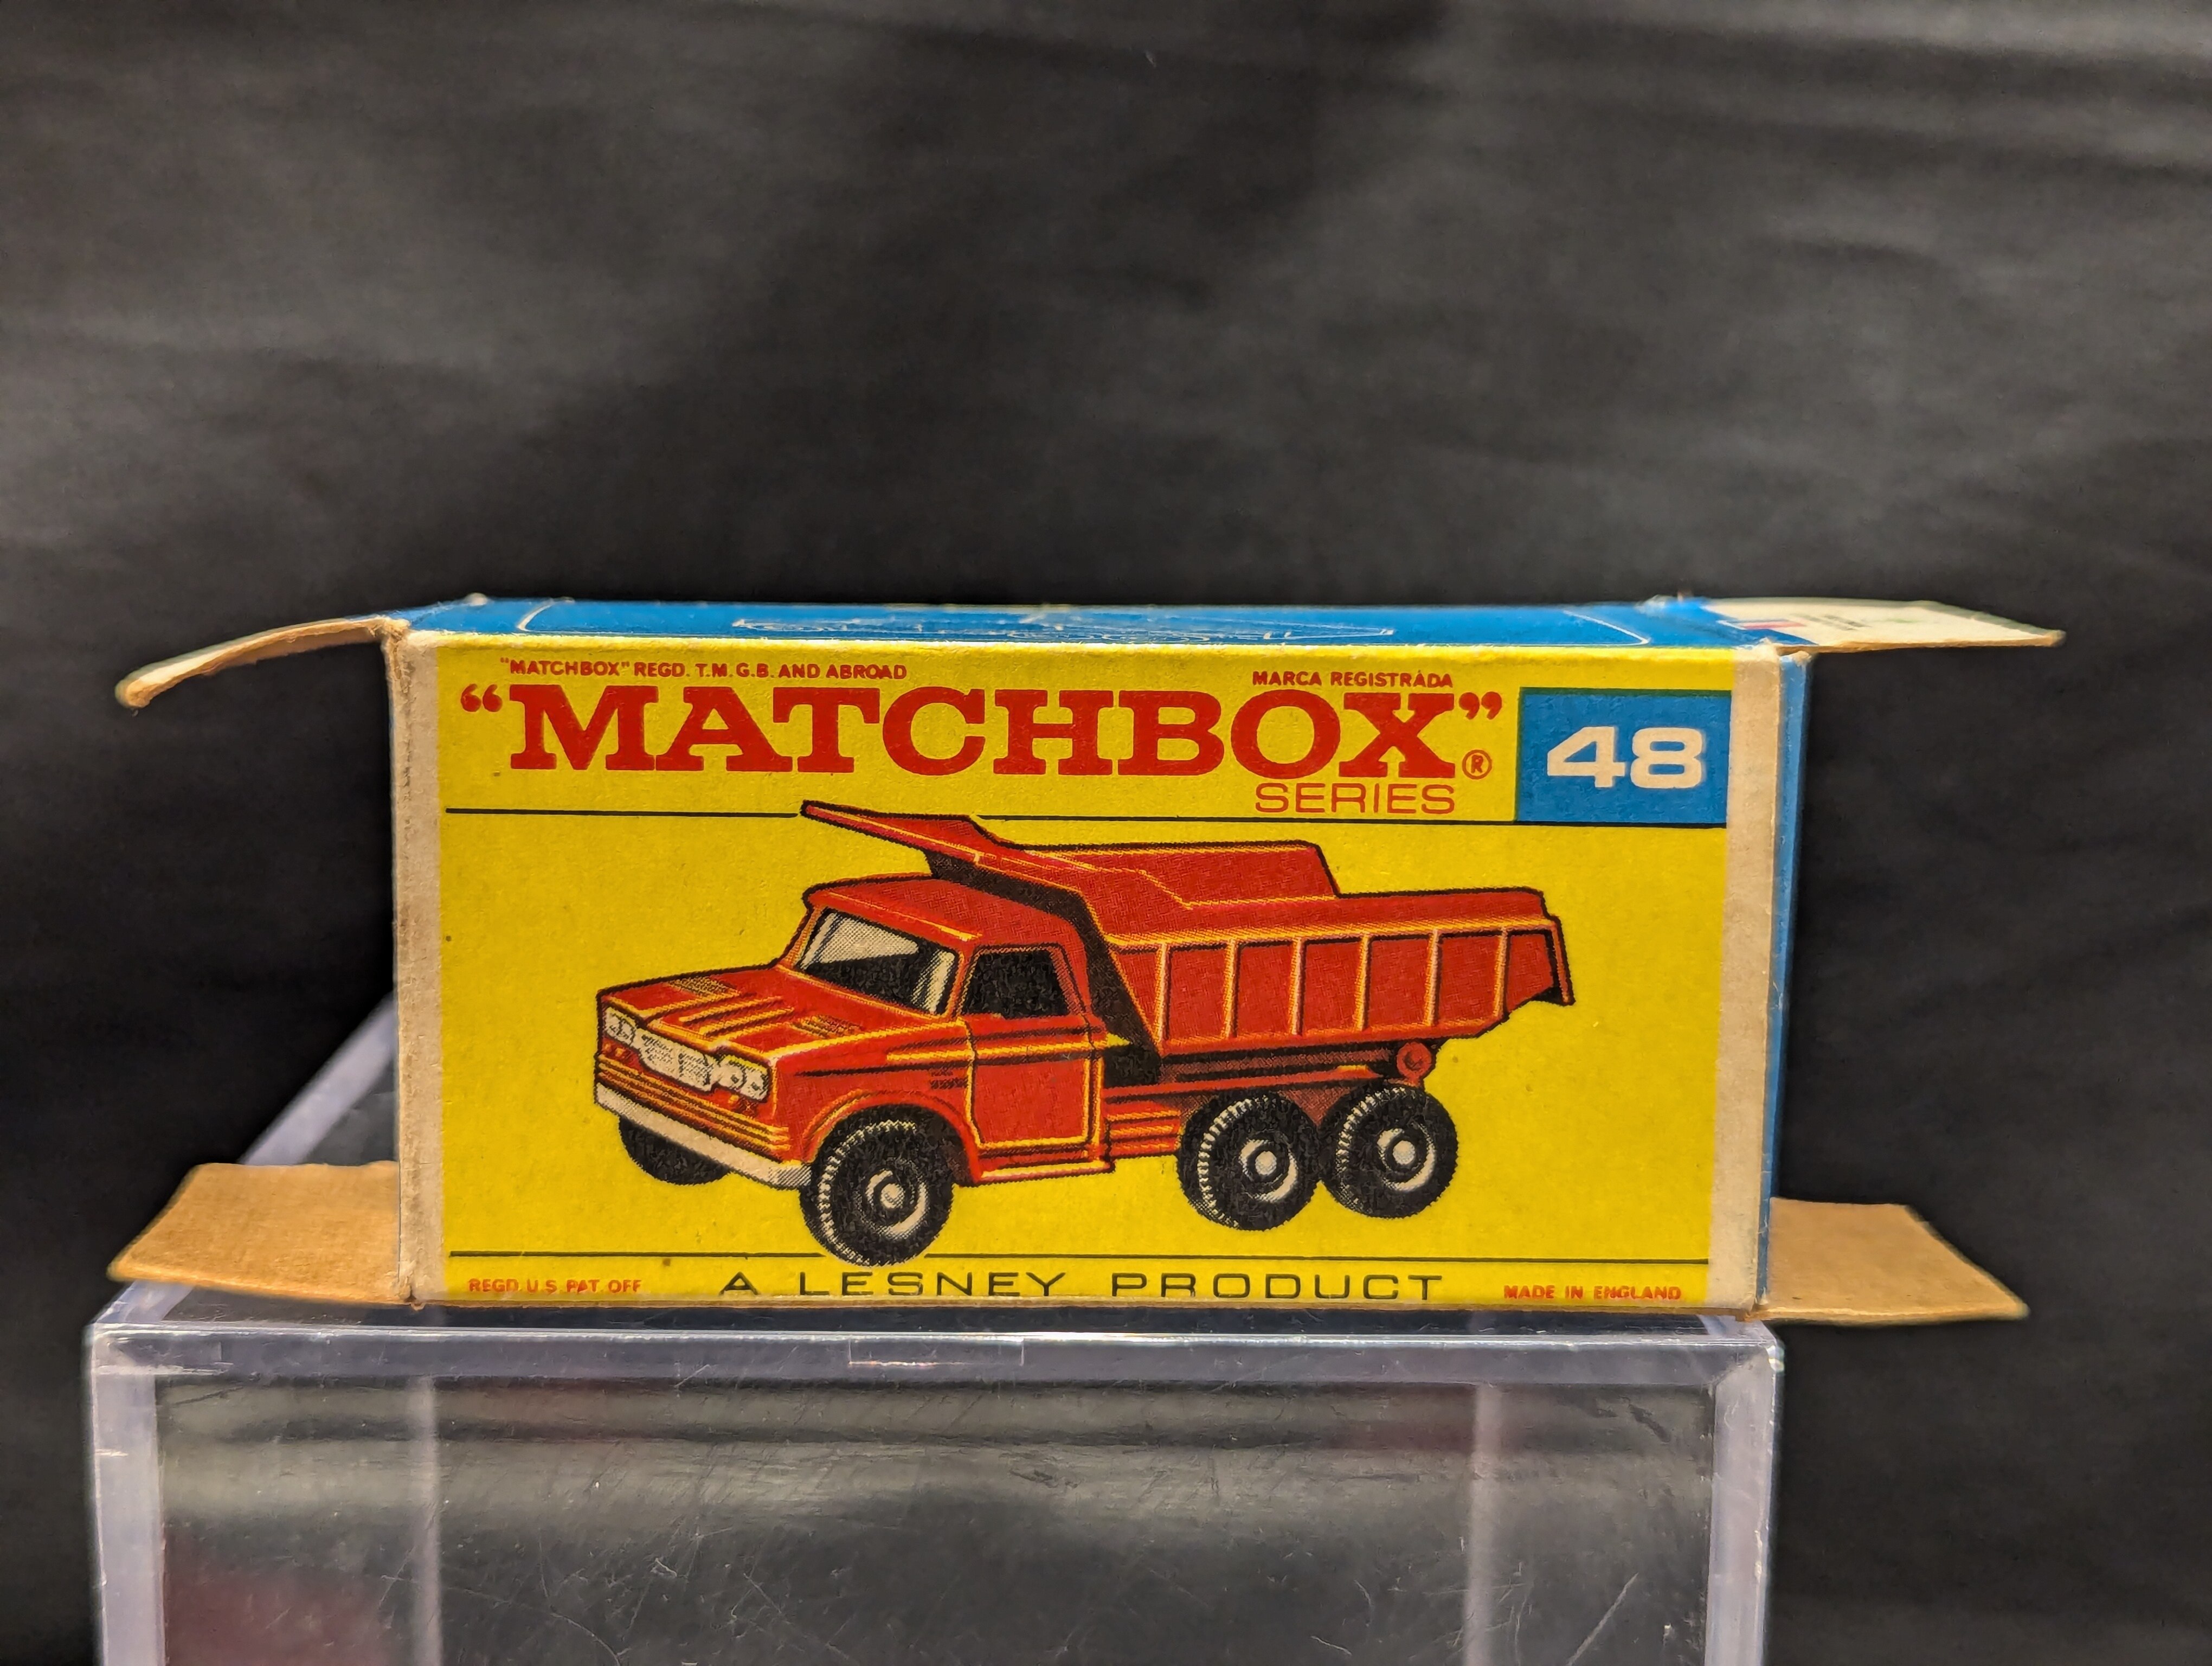 "MATCHBOX" REGD. T.M. G.B. AND ABROAD
MARCA REGISTRADA
“MATCHBOX”®
SERIES
48
REGD. U.S. PAT. OFF
A LESNEY PRODUCT
MADE IN ENGLAND